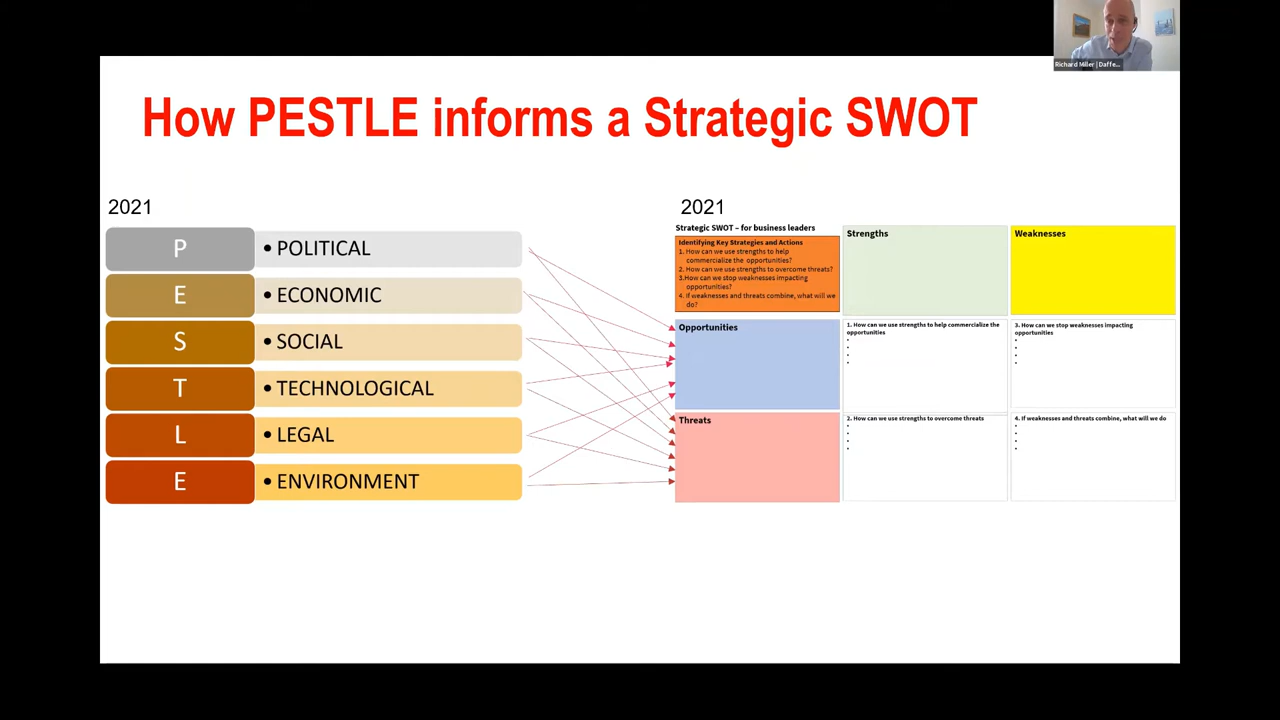 Richard Miller | Daffe...
How PESTLE informs a Strategic SWOT
2021
P
• POLITICAL
E
• ECONOMIC
S
• SOCIAL
T
• TECHNOLOGICAL
L
• LEGAL
E
• ENVIRONMENT
2021
Strategic SWOT – for business leaders
Identifying Key Strategies and Actions
1. How can we use strengths to help
commercialize the opportunities?
2. How can we use strengths to overcome threats?
3.How can we stop weaknesses impacting
opportunities?
4. If weaknesses and threats combine, what will we
do?
Strengths
Weaknesses
Opportunities
1. How can we use strengths to help commercialize the
opportunities
•
•
•
•
3. How can we stop weaknesses impacting
opportunities
•
•
•
•
Threats
2. How can we use strengths to overcome threats
•
•
•
•
4. If weaknesses and threats combine, what will we do
•
•
•
•